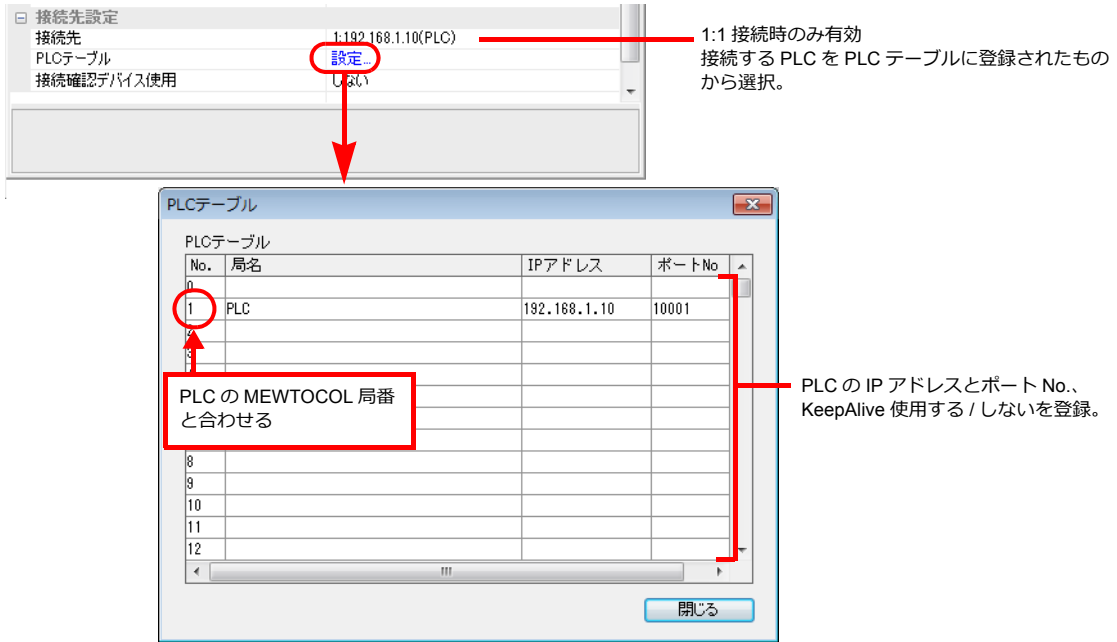 接続先設定
接続先 1:192.168.1.10(PLC)
PLCテーブル 設定...
接続確認デバイス使用 しない
1:1 接続時のみ有効
接続する PLC を PLC テーブルに登録されたもの
から選択。
PLCテーブル
PLCテーブル
No. 局名 IPアドレス ポートNo
0
1 PLC 192.168.1.10 10001
2
3
PLC の MEWTOCOL 局番
と合わせる
8
9
10
11
12
PLC の IP アドレスとポート No.、
KeepAlive 使用する / しないを登録。
閉じる